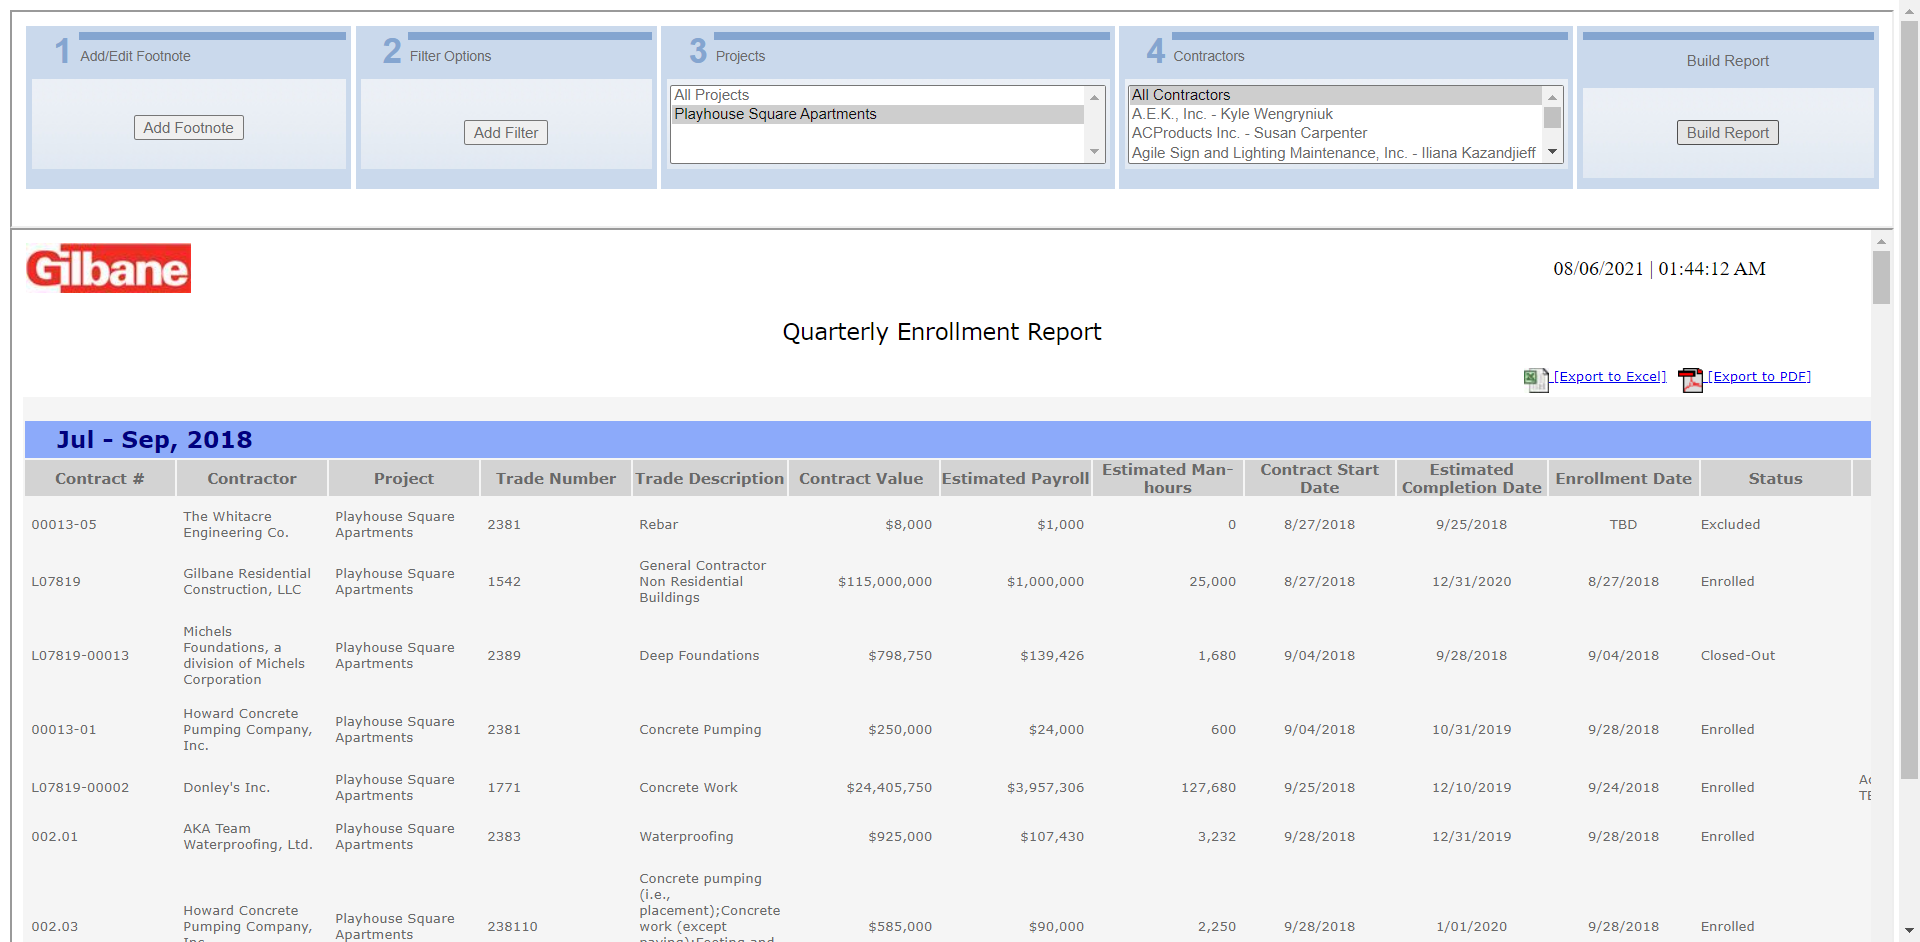 1 Add/Edit Footnote
Add Footnote
2 Filter Options
Add Filter
3 Projects
All Projects
Playhouse Square Apartments
4 Contractors
All Contractors
A.E.K., Inc. - Kyle Wengryniuk
ACProducts Inc. - Susan Carpenter
Agile Sign and Lighting Maintenance, Inc. - Iliana Kazandjieff
Build Report
Build Report
Gilbane
08/06/2021 | 01:44:12 AM
Quarterly Enrollment Report
[Export to Excel] [Export to PDF]
Jul - Sep, 2018
Contract # Contractor Project Trade Number Trade Description Contract Value Estimated Payroll Estimated Man-
hours Contract Start
Date Estimated
Completion Date Enrollment Date Status
00013-05 The Whitacre
Engineering Co. Playhouse Square
Apartments 2381 Rebar $8,000 $1,000 0 8/27/2018 9/25/2018 TBD Excluded
L07819 Gilbane Residential
Construction, LLC Playhouse Square
Apartments 1542 General Contractor
Non Residential
Buildings $115,000,000 $1,000,000 25,000 8/27/2018 12/31/2020 8/27/2018 Enrolled
L07819-00013 Michels
Foundations, a
division of Michels
Corporation Playhouse Square
Apartments 2389 Deep Foundations $798,750 $139,426 1,680 9/04/2018 9/28/2018 9/04/2018 Closed-Out
00013-01 Howard Concrete
Pumping Company,
Inc. Playhouse Square
Apartments 2381 Concrete Pumping $250,000 $24,000 600 9/04/2018 10/31/2019 9/28/2018 Enrolled
L07819-00002 Donley's Inc. Playhouse Square
Apartments 1771 Concrete Work $24,405,750 $3,957,306 127,680 9/25/2018 12/10/2019 9/24/2018 Enrolled
002.01 AKA Team
Waterproofing, Ltd. Playhouse Square
Apartments 2383 Waterproofing $925,000 $107,430 3,232 9/28/2018 12/31/2019 9/28/2018 Enrolled
002.03 Howard Concrete
Pumping Company, Playhouse Square
Apartments 238110 Concrete pumping
(i.e.,
placement);Concrete
work (except
paving);Footing and $585,000 $90,000 2,250 9/28/2018 1/01/2020 9/28/2018 Enrolled